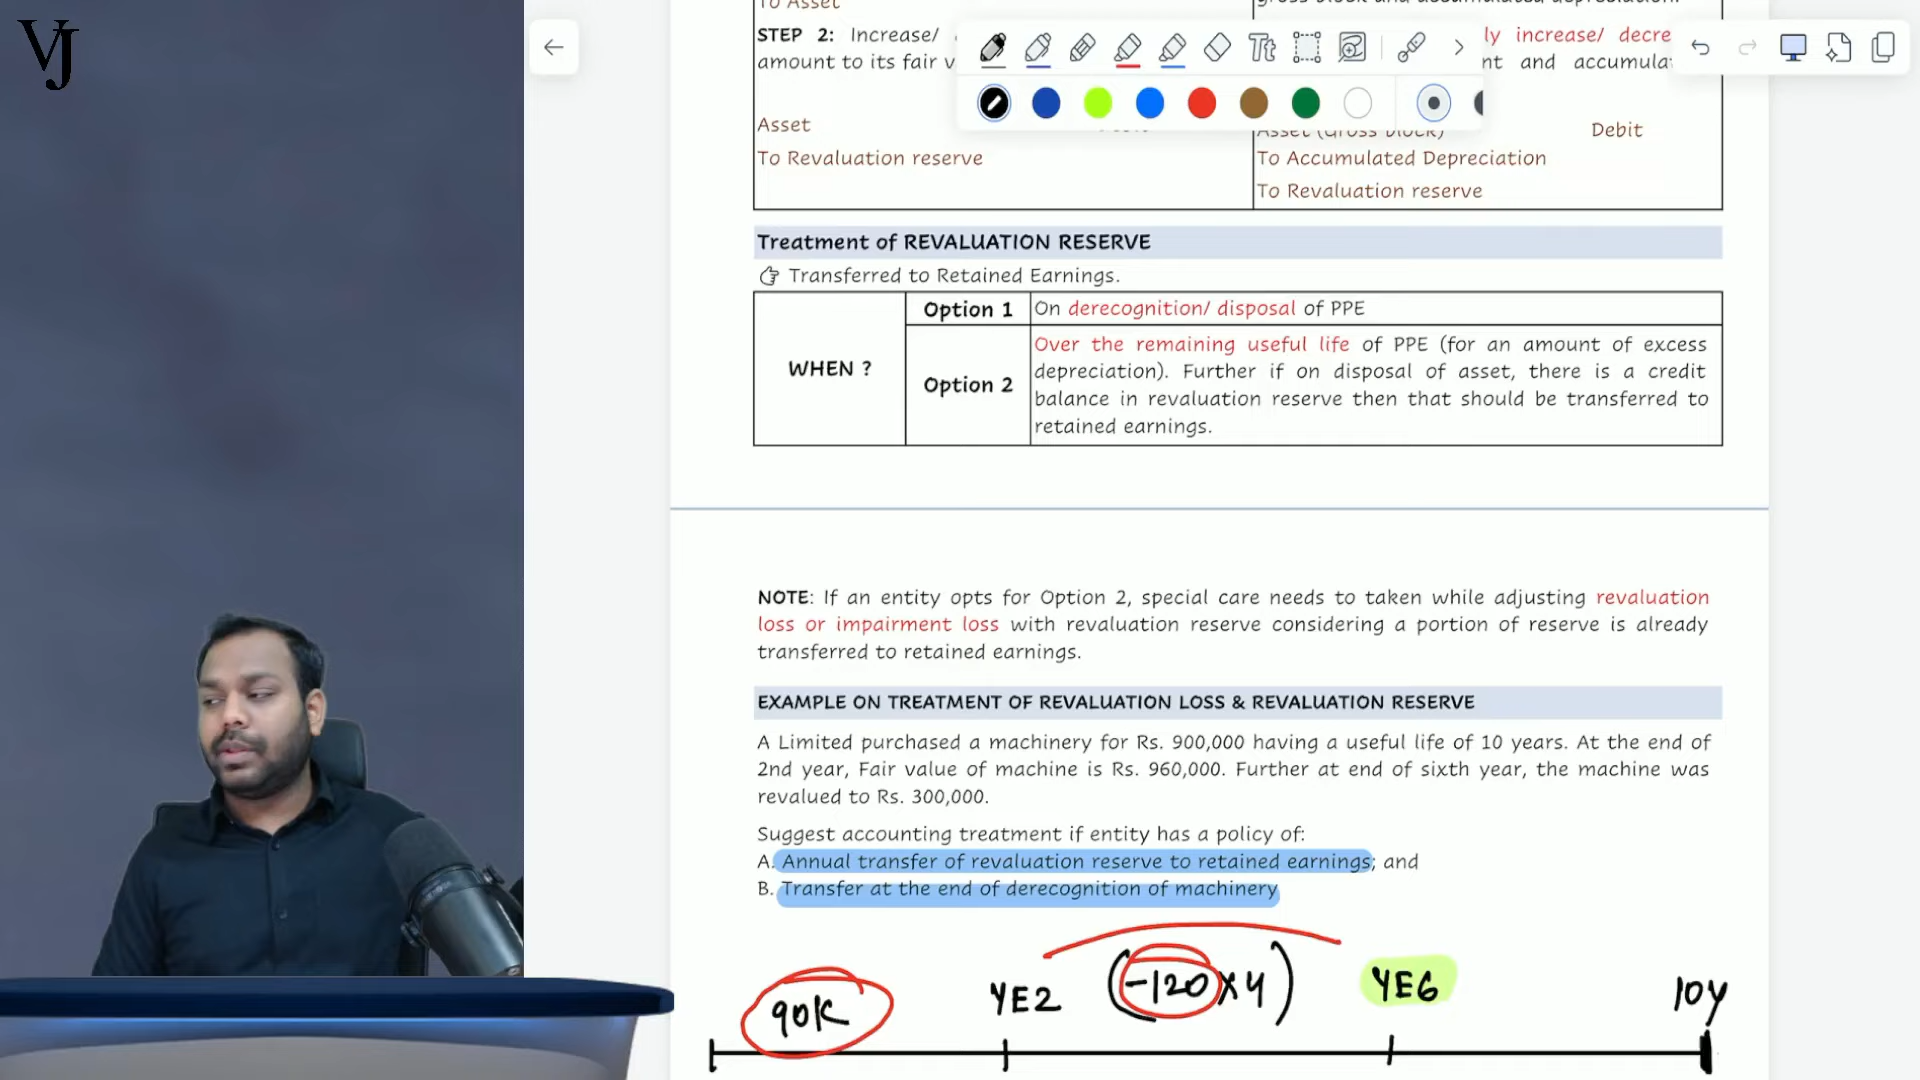 VJ
To Asset
STEP 2: Increase/
amount to its fair v
ly increase/ decre
nt and accumula
Asset
To Revaluation reserve
Asset (Gross block) Debit
To Accumulated Depreciation
To Revaluation reserve
Treatment of REVALUATION RESERVE
Transferred to Retained Earnings.
WHEN ?
Option 1 On derecognition/ disposal of PPE
Option 2
Over the remaining useful life of PPE (for an amount of excess
depreciation). Further if on disposal of asset, there is a credit
balance in revaluation reserve then that should be transferred to
retained earnings.
NOTE: If an entity opts for Option 2, special care needs to taken while adjusting revaluation
loss or impairment loss with revaluation reserve considering a portion of reserve is already
transferred to retained earnings.
EXAMPLE ON TREATMENT OF REVALUATION LOSS & REVALUATION RESERVE
A Limited purchased a machinery for Rs. 900,000 having a useful life of 10 years. At the end of
2nd year, Fair value of machine is Rs. 960,000. Further at end of sixth year, the machine was
revalued to Rs. 300,000.
Suggest accounting treatment if entity has a policy of:
A. Annual transfer of revaluation reserve to retained earnings; and
B. Transfer at the end of derecognition of machinery
90K YE2 (-120 x 4) YE6 10y